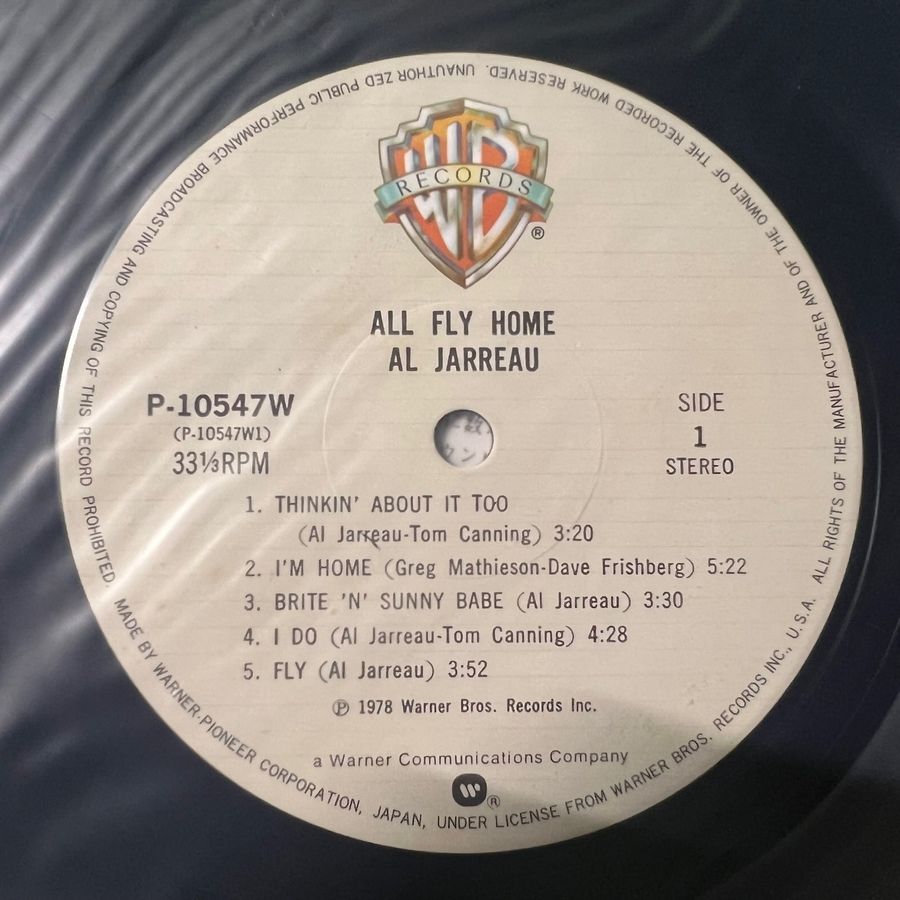 WB
RECORDS
®
ALL FLY HOME
AL JARREAU
P-10547W
(P-10547W1)
33⅓RPM
SIDE
1
STEREO
1. THINKIN' ABOUT IT TOO
(Al Jarreau-Tom Canning) 3:20
2. I'M HOME (Greg Mathieson-Dave Frishberg) 5:22
3. BRITE 'N' SUNNY BABE (Al Jarreau) 3:30
4. I DO (Al Jarreau-Tom Canning) 4:28
5. FLY (Al Jarreau) 3:52
℗ 1978 Warner Bros. Records Inc.
a Warner Communications Company
®
MADE BY WARNER-PIONEER CORPORATION, JAPAN, UNDER LICENSE FROM WARNER BROS. RECORDS INC., U.S.A. ALL RIGHTS OF THE MANUFACTURER AND OF THE OWNER OF THE RECORDED WORK RESERVED. UNAUTHOR ZED PUBLIC PERFORMANCE BROADCASTING AND COPYING OF THIS RECORD PROHIBITED.